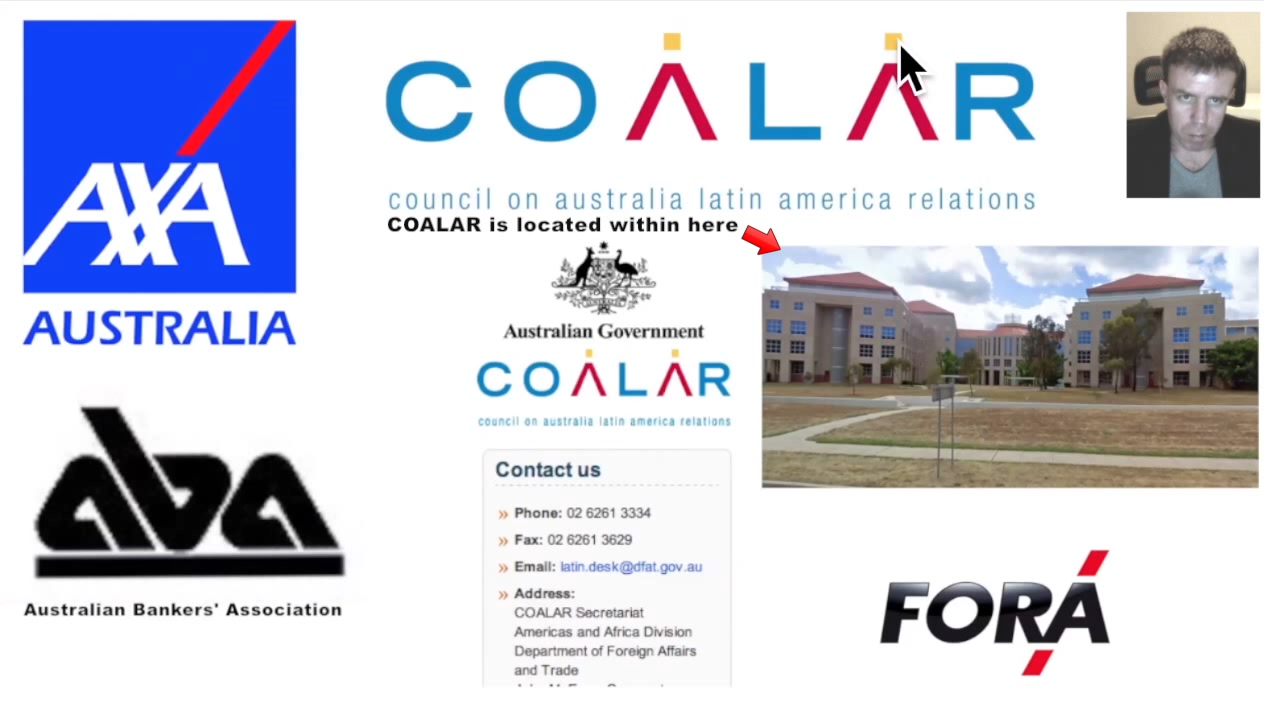 AXA
AUSTRALIA
COALAR
council on australia latin america relations
COALAR is located within here
Australian Government
COALAR
council on australia latin america relations
Contact us
» Phone: 02 6261 3334
» Fax: 02 6261 3629
» Email: latin.desk@dfat.gov.au
» Address:
COALAR Secretariat
Americas and Africa Division
Department of Foreign Affairs
and Trade
aba
Australian Bankers' Association
FORÁ